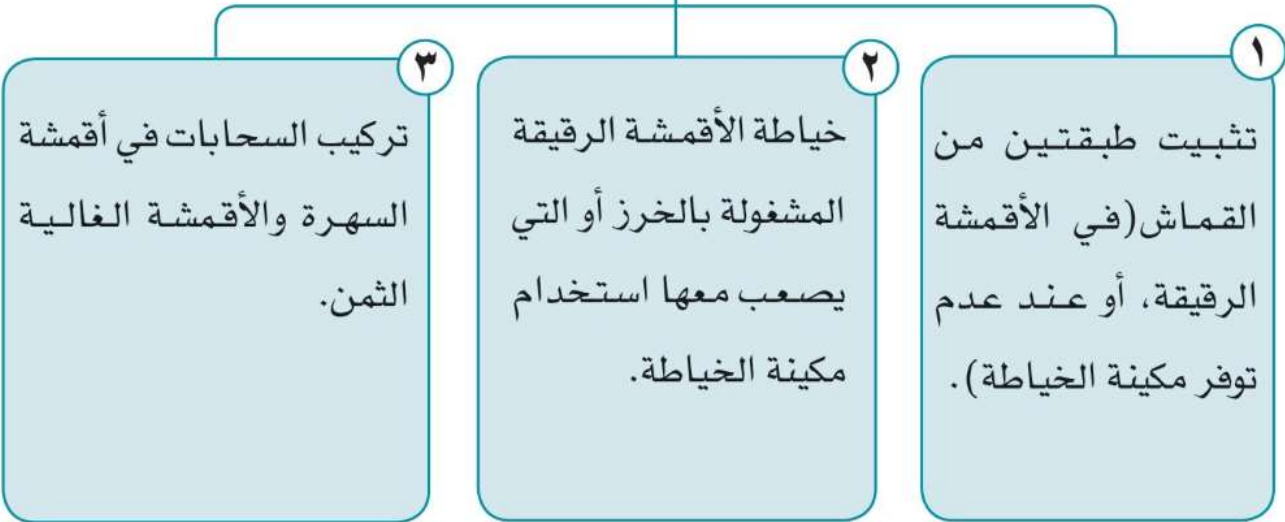 ١
تثبيت طبقتين من
القماش(في الأقمشة
الرقيقة، أو عند عدم
توفر مكينة الخياطة).
٢
خياطة الأقمشة الرقيقة
المشغولة بالخرز أو التي
يصعب معها استخدام
مكينة الخياطة.
٣
تركيب السحابات في أقمشة
السهرة والأقمشة الغالية
الثمن.